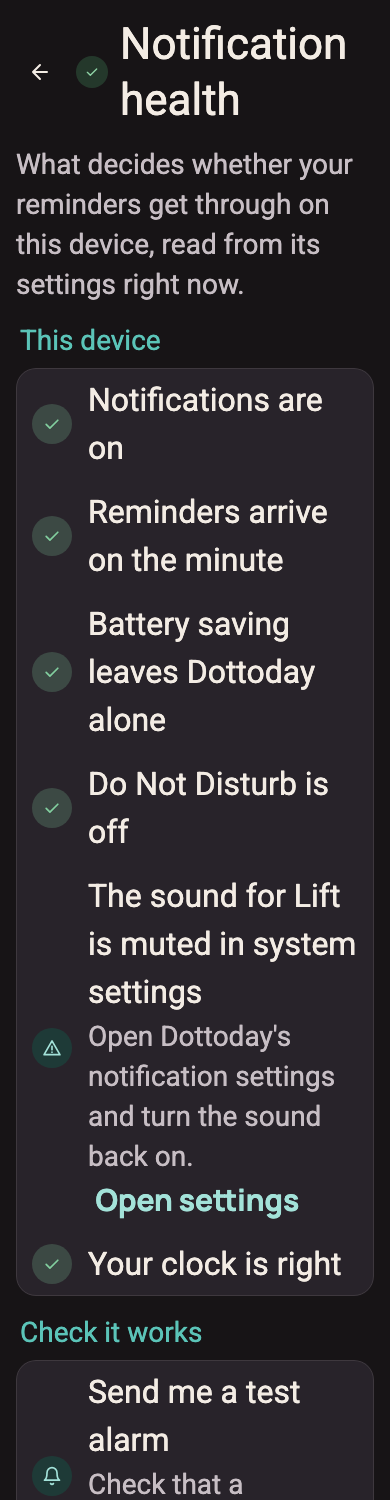 Notification
health
What decides whether your
reminders get through on
this device, read from its
settings right now.
This device
Notifications are
on
Reminders arrive
on the minute
Battery saving
leaves Dottoday
alone
Do Not Disturb is
off
The sound for Lift
is muted in system
settings
Open Dottoday's
notification settings
and turn the sound
back on.
Open settings
Your clock is right
Check it works
Send me a test
alarm
Check that a